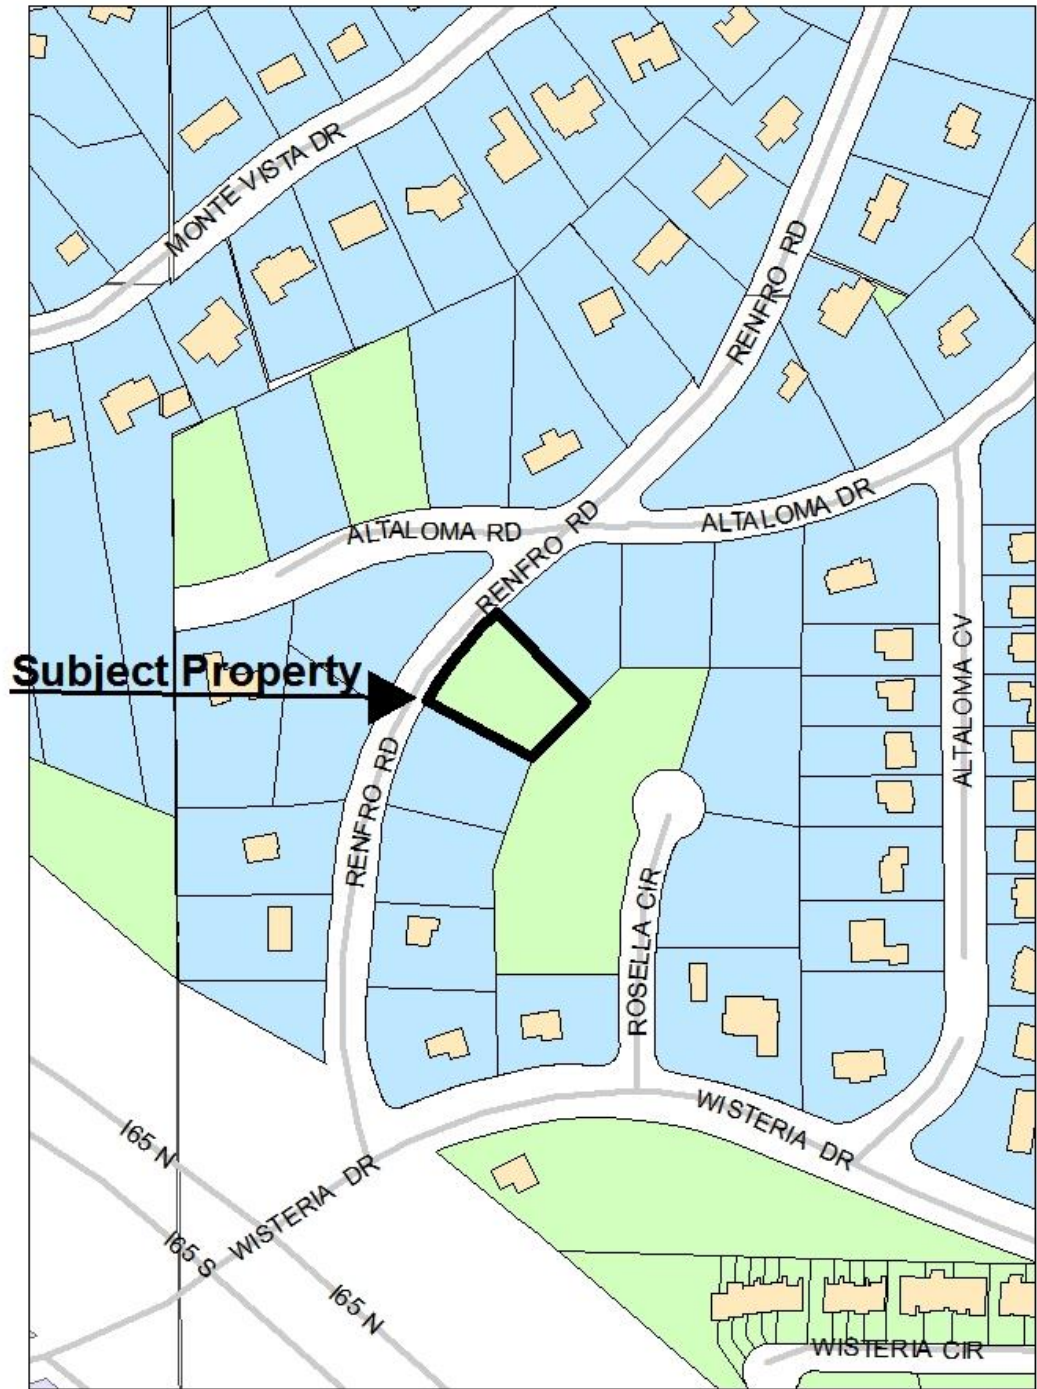 MONTE VISTA DR
RENFRO RD
ALTALOMA DR
ALTALOMA RD
RENFRO RD
Subject Property
ALTALOMA CV
RENFRO RD
ROSELLA CIR
WISTERIA DR
I65 N
WISTERIA DR
I65 S
I65 N
WISTERIA CIR